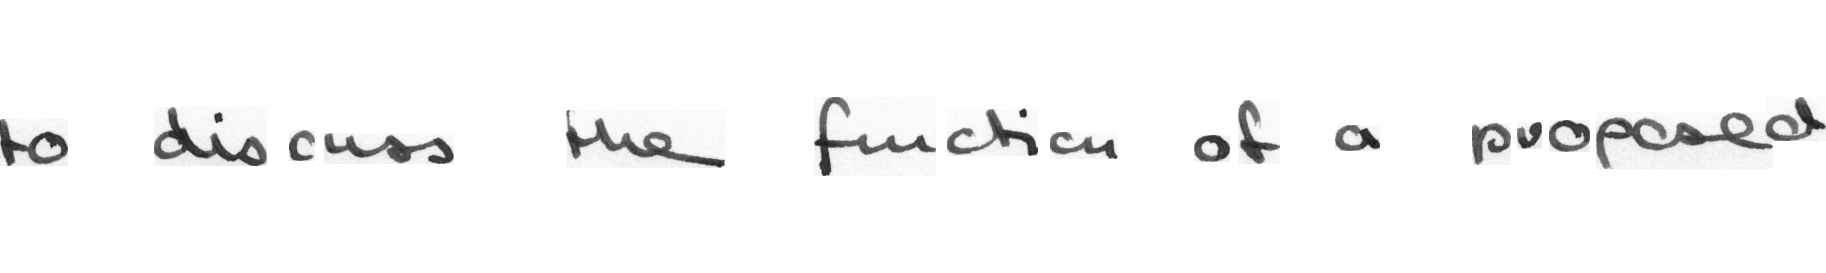 to discuss the function of a proposed